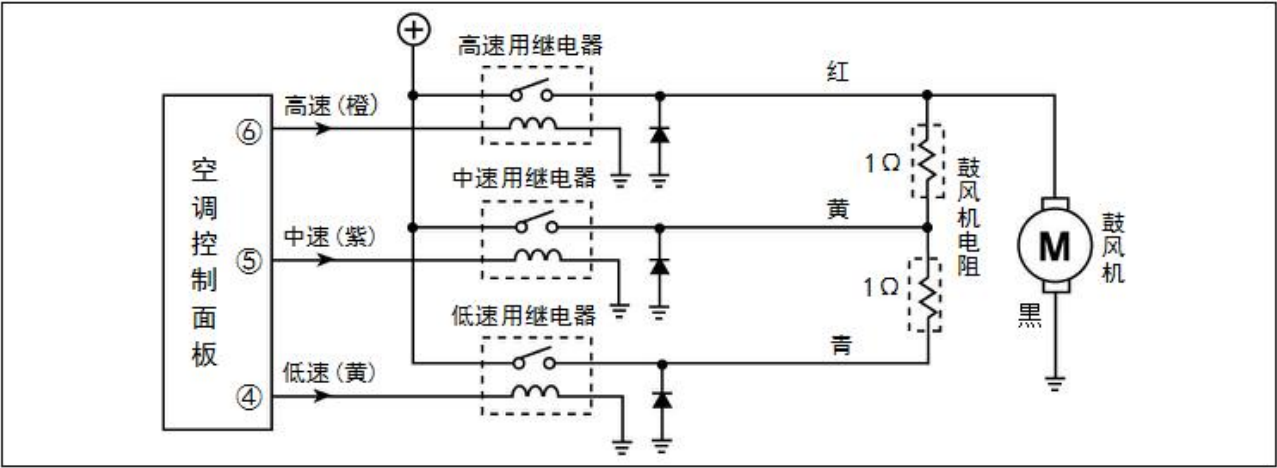 高速用继电器
红
高速(橙)
⑥
1Ω
空调控制面板
鼓风机电阻
中速用继电器
黄
中速(紫)
⑤
M
鼓风机
1Ω
黑
低速用继电器
青
低速(黄)
④